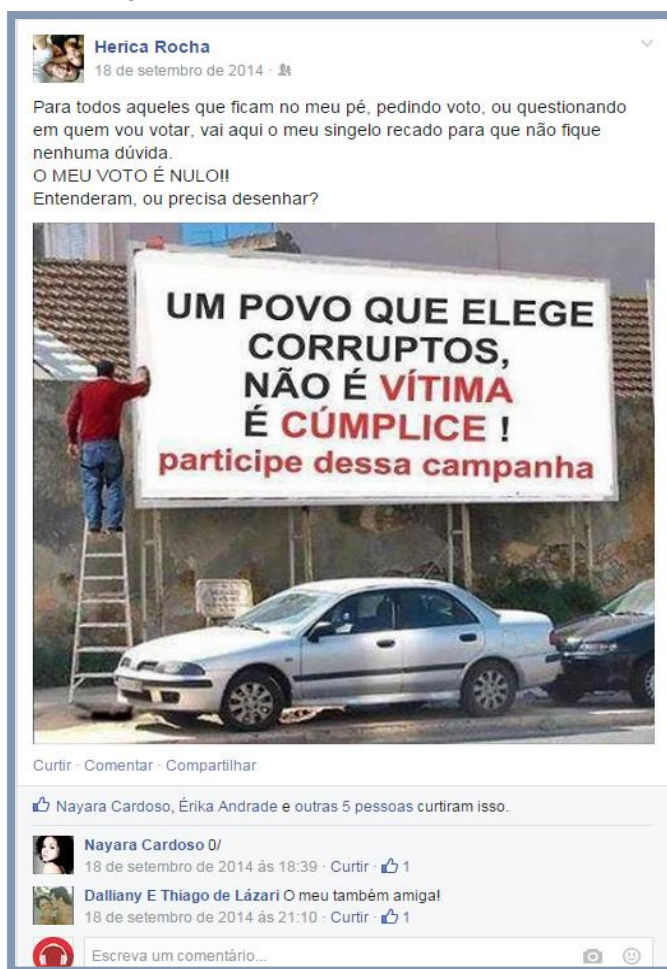 Herica Rocha
18 de setembro de 2014 ·
Para todos aqueles que ficam no meu pé, pedindo voto, ou questionando
em quem vou votar, vai aqui o meu singelo recado para que não fique
nenhuma dúvida.
O MEU VOTO É NULO!!
Entenderam, ou precisa desenhar?
UM POVO QUE ELEGE
CORRUPTOS,
NÃO É VÍTIMA
É CÚMPLICE !
participe dessa campanha
Curtir · Comentar · Compartilhar
Nayara Cardoso, Érika Andrade e outras 5 pessoas curtiram isso.
Nayara Cardoso 0/
18 de setembro de 2014 às 18:39 · Curtir · 1
Dalliany E Thiago de Lázari O meu também amiga!
18 de setembro de 2014 às 21:10 · Curtir · 1
Escreva um comentário...